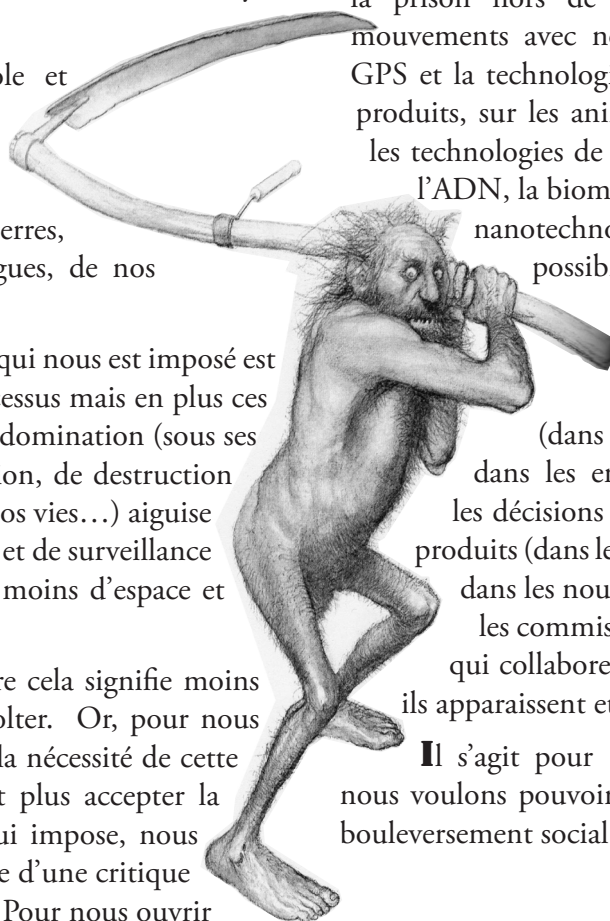 ole et
erres,
gues, de nos
qui nous est imposé est
essus mais en plus ces
domination (sous ses
ion, de destruction
os vies…) aiguise
et de surveillance
moins d'espace et
re cela signifie moins
olter. Or, pour nous
la nécessité de cette
t plus accepter la
ui impose, nous
e d'une critique
Pour nous ouvrir
la prison hors de
mouvements avec no
GPS et la technologi
produits, sur les ani
les technologies de
l'ADN, la biom
nanotechno
possib
(dans
dans les en
les décisions
produits (dans le
dans les nou
les commis
qui collabore
ils apparaissent et
Il s'agit pour
nous voulons pouvoir
bouleversement social